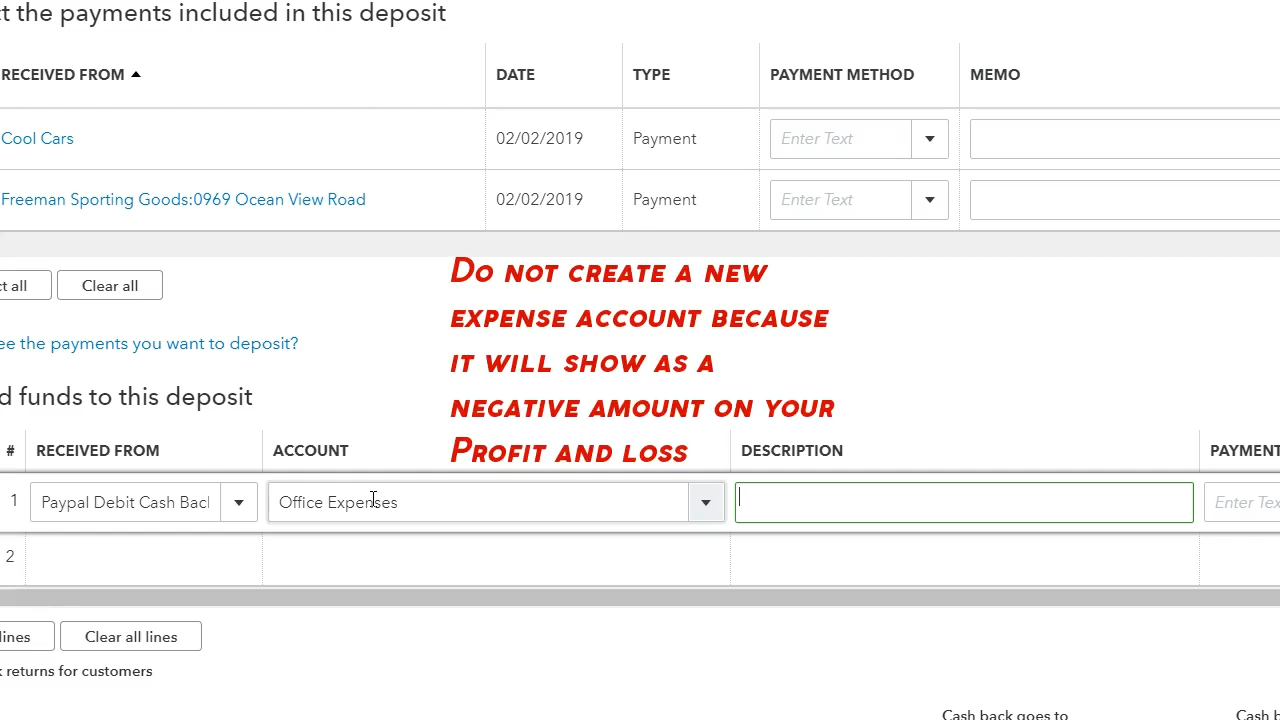 t the payments included in this deposit
RECEIVED FROM DATE TYPE PAYMENT METHOD MEMO
Cool Cars 02/02/2019 Payment Enter Text
Freeman Sporting Goods:0969 Ocean View Road 02/02/2019 Payment Enter Text
ct all Clear all
Do not create a new
expense account because
it will show as a
negative amount on your
Profit and loss
ee the payments you want to deposit?
d funds to this deposit
# RECEIVED FROM ACCOUNT DESCRIPTION PAYMENT
1 Paypal Debit Cash Bac Office Expenses Enter Tex
2
lines Clear all lines
k returns for customers
Cash back goes to Cash b